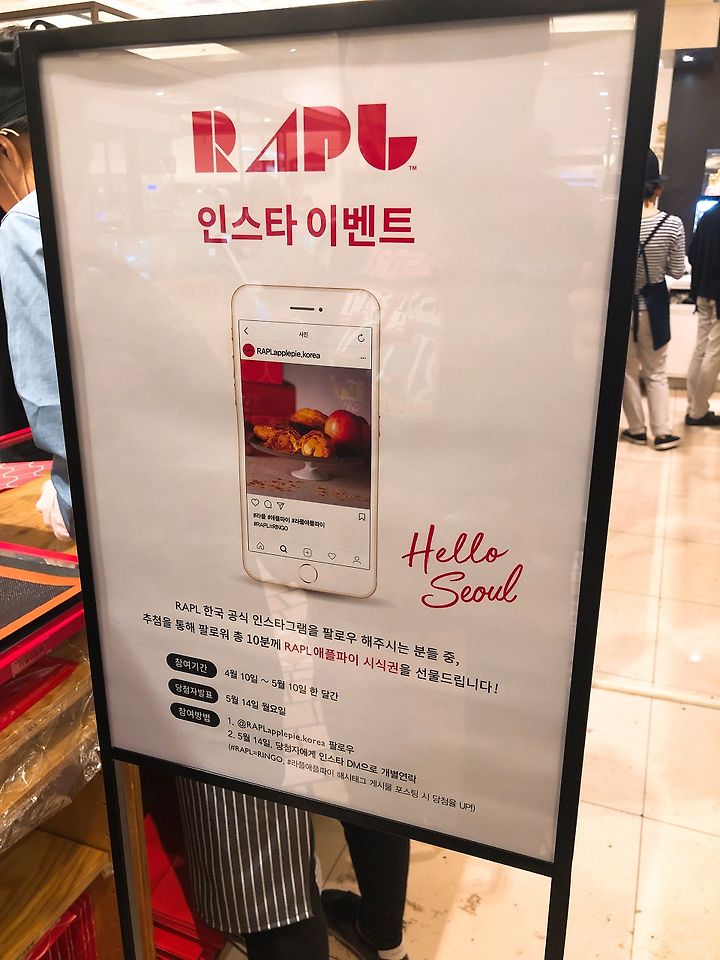 RAPL™
인스타 이벤트
사진
RAPLapplepie.korea
#라플 #애플파이 #라플애플파이
#RAPL=RINGO
Hello
Seoul
RAPL 한국 공식 인스타그램을 팔로우 해주시는 분들 중,
추첨을 통해 팔로워 총 10분께 RAPL애플파이 시식권을 선물드립니다!
참여기간 4월 10일 ~ 5월 10일 한 달간
당첨자발표 5월 14일 월요일
참여방법 1. @RAPLapplepie.korea 팔로우
2. 5월 14일, 당첨자에게 인스타 DM으로 개별연락
(#RAPL=RINGO, #라플애플파이 해시태그 게시물 포스팅 시 당첨율 UP!)